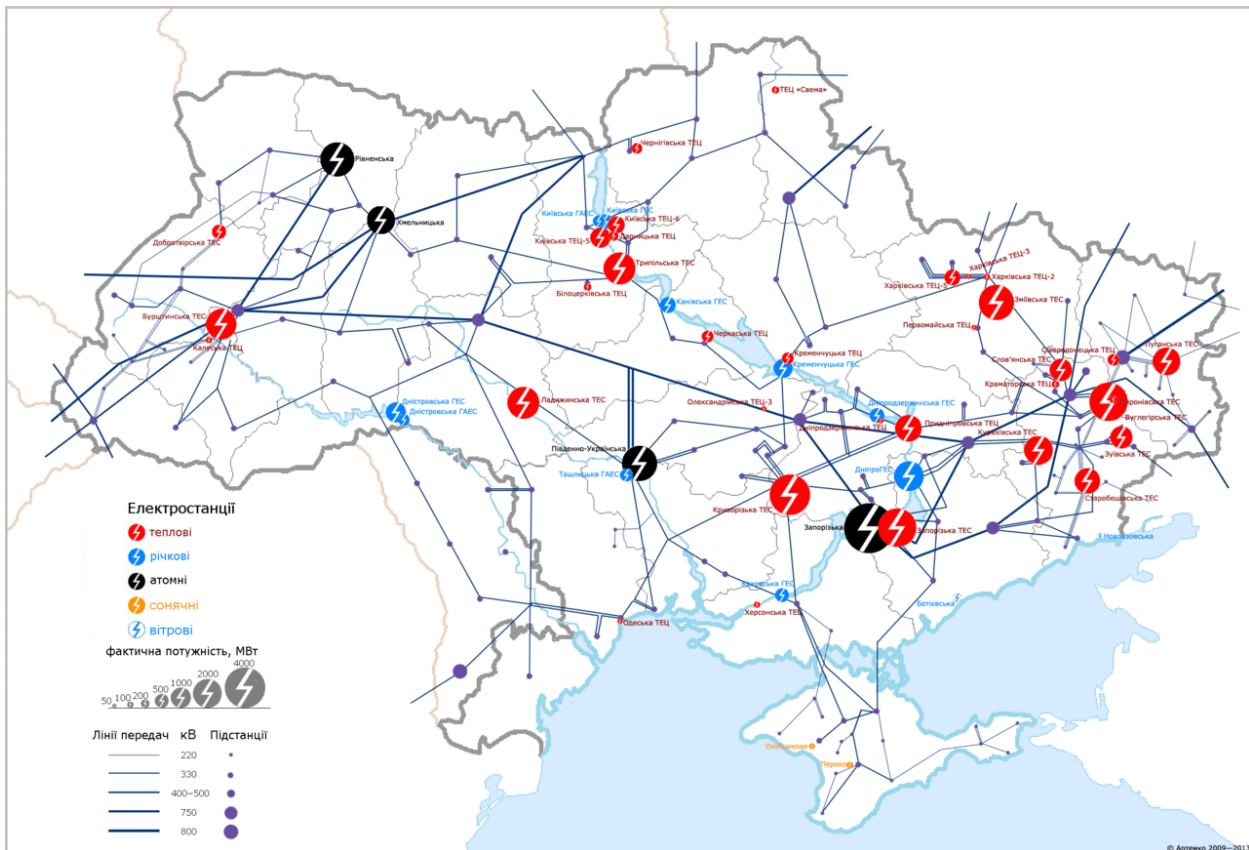 ТЕЦ «Свема»
Чернігівська ТЕЦ
Рівненська
Хмельницька
Київська ГАЕС
Київська ГЕС
Київська ТЕЦ-6
Дарницька ТЕЦ
Київська ТЕЦ-5
Добротвірська ТЕС
Трипільська ТЕС
Білоцерківська ТЕЦ
Харківська ТЕЦ-3
Харківська ТЕЦ-2
Харківська ТЕЦ-5
Канівська ГЕС
Зміївська ТЕС
Бурштинська ТЕС
Первомайська ТЕЦ
Черкаська ТЕЦ
Калуська ТЕЦ
Луганська ТЕС
Сєвєродонецька ТЕЦ
Кременчуцька ТЕЦ
Слов'янська ТЕС
Кременчуцька ГЕС
Краматорська ТЕЦ
Ладижинська ТЕС
Олександрійська ТЕЦ-3
Миронівська ТЕС
Дністровська ГЕС
Дністровська ГАЕС
Дніпродзержинська ГЕС
Вуглегірська ТЕС
Придніпровська ТЕС
Дніпродзержинська ТЕЦ
Курахівська ТЕС
Південно-Українська
Зуївська ТЕС
Ташлицька ГАЕС
ДніпроГЕС
Старобешівська ТЕС
Криворізька ТЕС
Запорізька
Запорізька ТЕС
Новоазовська
Каховська ГЕС
Ботієвська
Херсонська ТЕЦ
Одеська ТЕЦ
Охотникове
Перово
Електростанції
теплові
річкові
атомні
сонячні
вітрові
фактична потужність, МВт
50 100 200 500 1000 2000 4000
Лінії передач кВ Підстанції
220
330
400–500
750
800
© Артемко 2009—2013